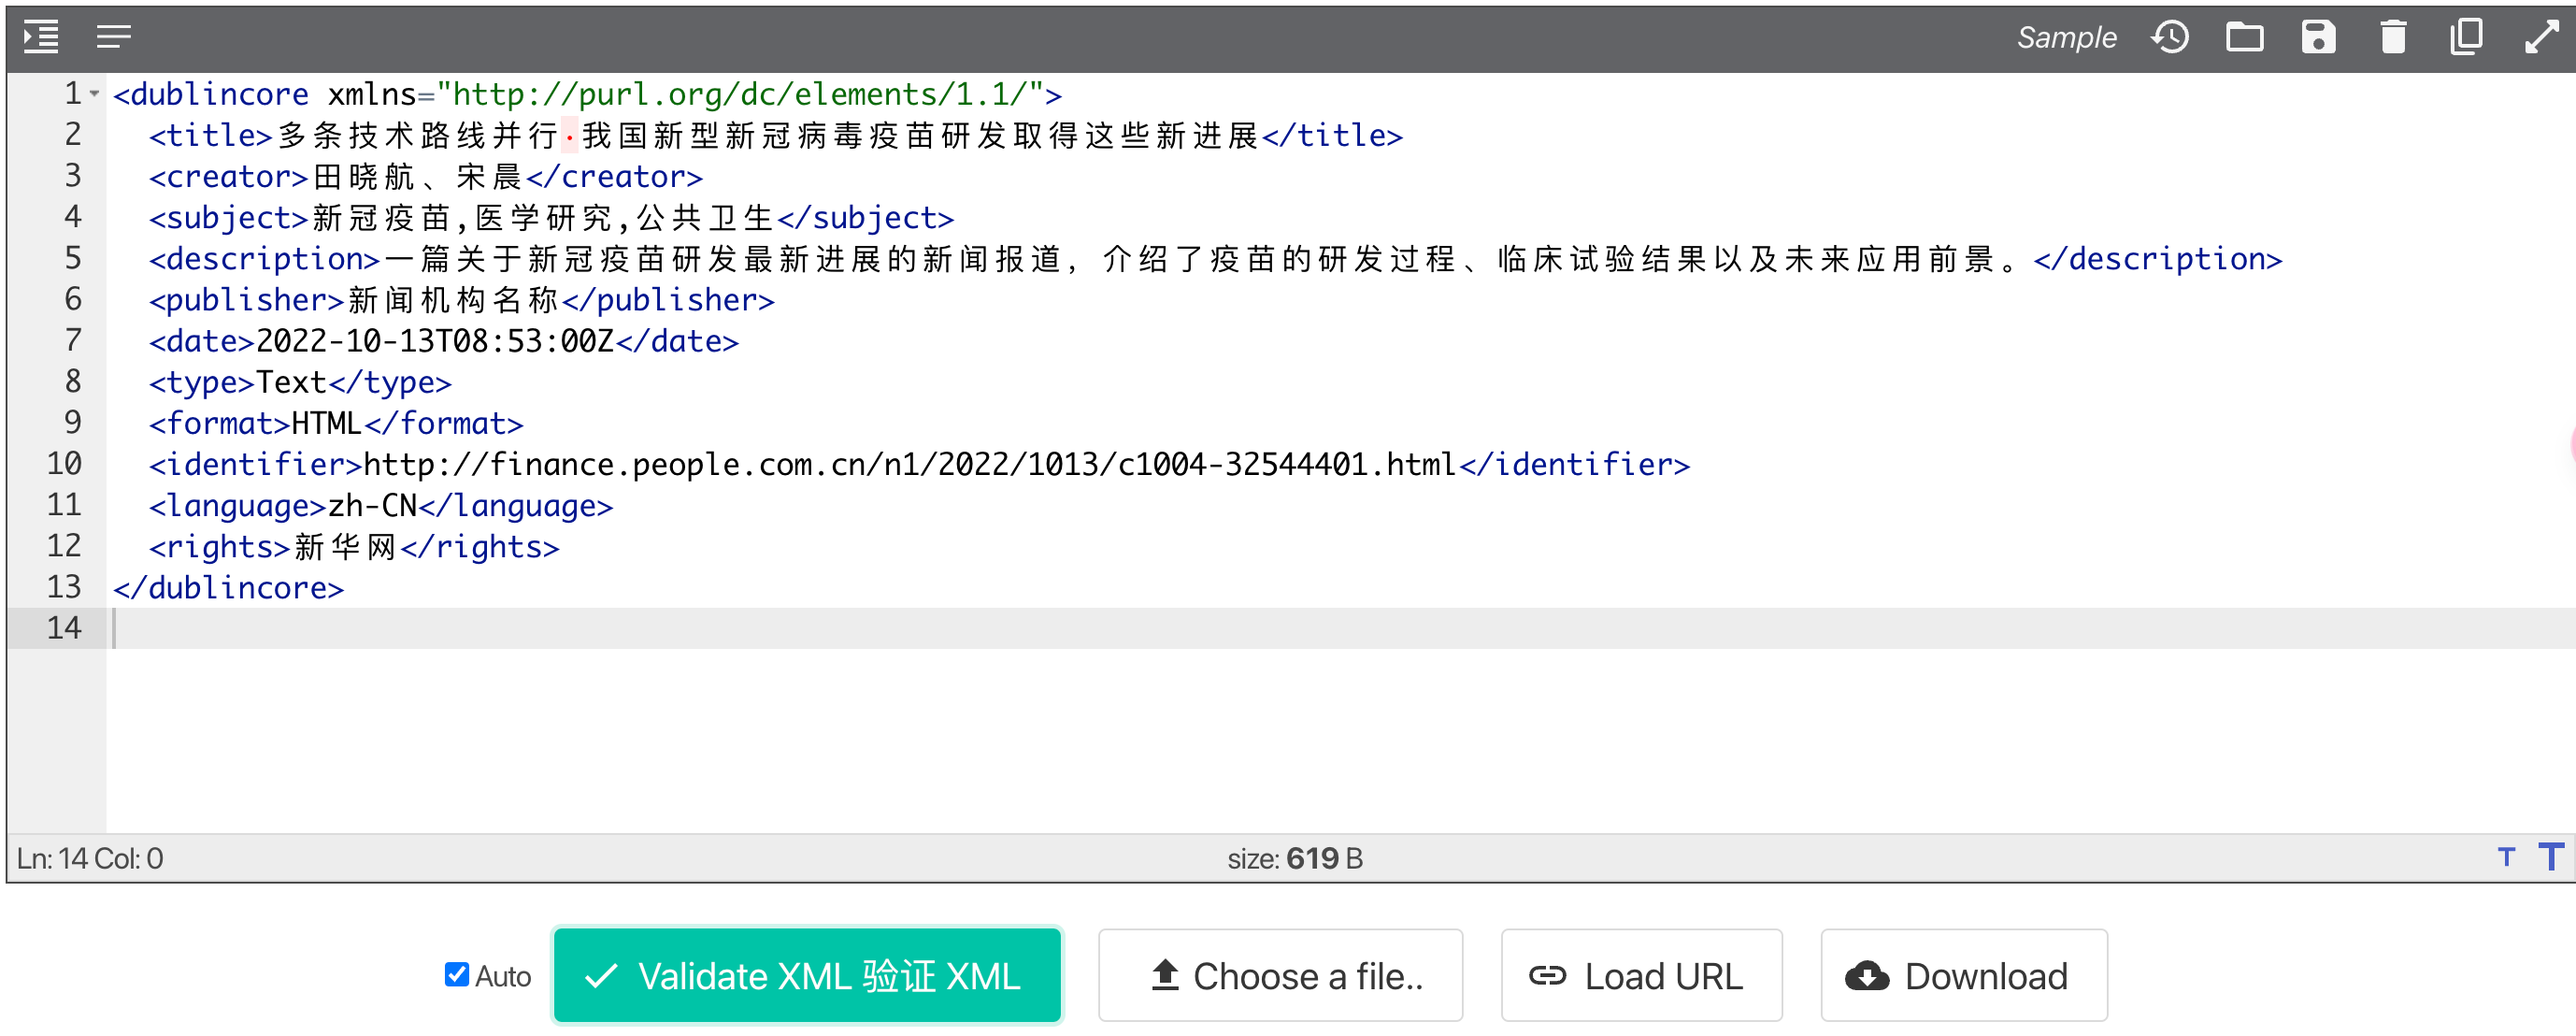 Sample
1 <dublincore xmlns="http://purl.org/dc/elements/1.1/">
2 <title>多条技术路线并行·我国新型新冠病毒疫苗研发取得这些新进展</title>
3 <creator>田晓航、宋晨</creator>
4 <subject>新冠疫苗,医学研究,公共卫生</subject>
5 <description>一篇关于新冠疫苗研发最新进展的新闻报道，介绍了疫苗的研发过程、临床试验结果以及未来应用前景。</description>
6 <publisher>新闻机构名称</publisher>
7 <date>2022-10-13T08:53:00Z</date>
8 <type>Text</type>
9 <format>HTML</format>
10 <identifier>http://finance.people.com.cn/n1/2022/1013/c1004-32544401.html</identifier>
11 <language>zh-CN</language>
12 <rights>新华网</rights>
13 </dublincore>
14
Ln: 14 Col: 0 size: 619 B T T
Auto Validate XML 验证 XML Choose a file.. Load URL Download